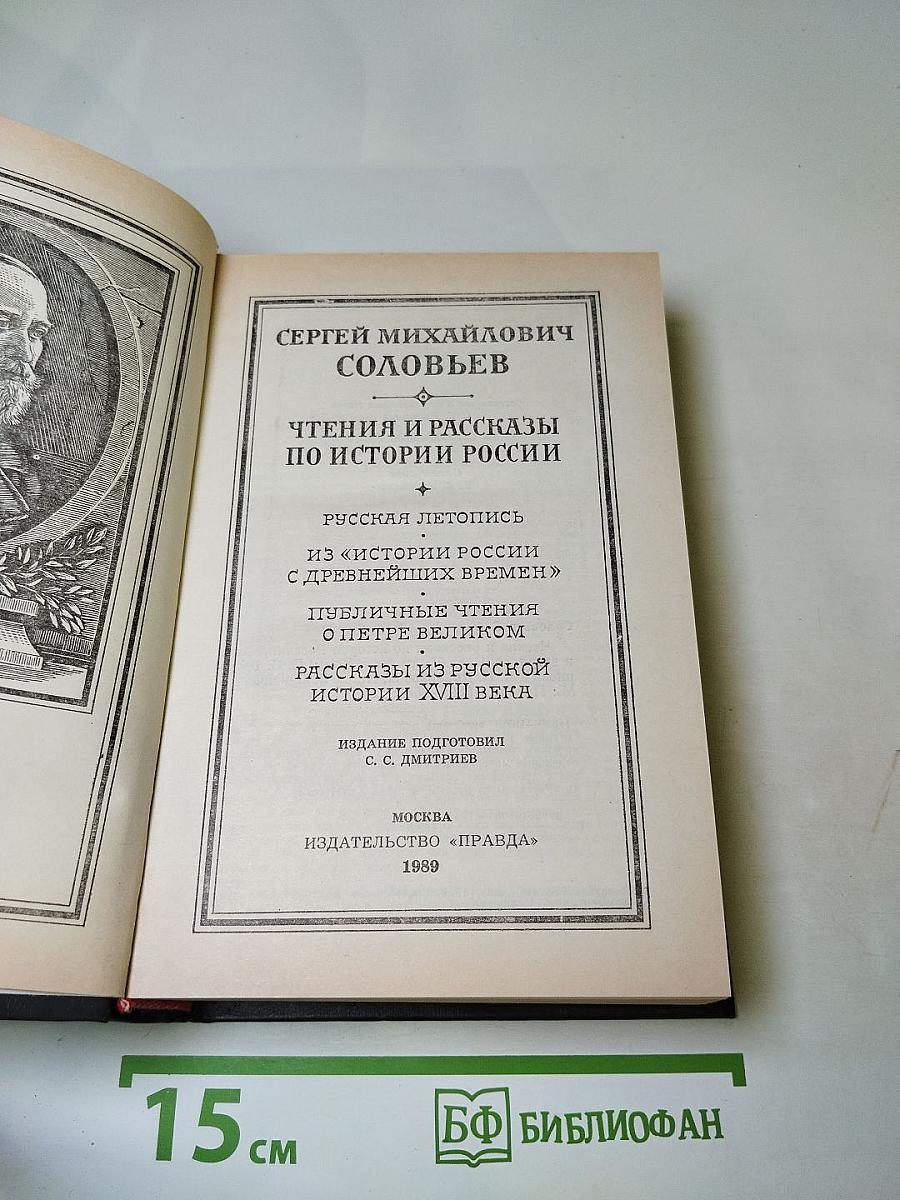 СЕРГЕЙ МИХАЙЛОВИЧ
СОЛОВЬЕВ
ЧТЕНИЯ И РАССКАЗЫ
ПО ИСТОРИИ РОССИИ
РУССКАЯ ЛЕТОПИСЬ
ИЗ «ИСТОРИИ РОССИИ
С ДРЕВНЕЙШИХ ВРЕМЕН»
ПУБЛИЧНЫЕ ЧТЕНИЯ
О ПЕТРЕ ВЕЛИКОМ
РАССКАЗЫ ИЗ РУССКОЙ
ИСТОРИИ XVIII ВЕКА
ИЗДАНИЕ ПОДГОТОВИЛ
С. С. ДМИТРИЕВ
МОСКВА
ИЗДАТЕЛЬСТВО «ПРАВДА»
1989
15 см
БФ БИБЛИОФАН